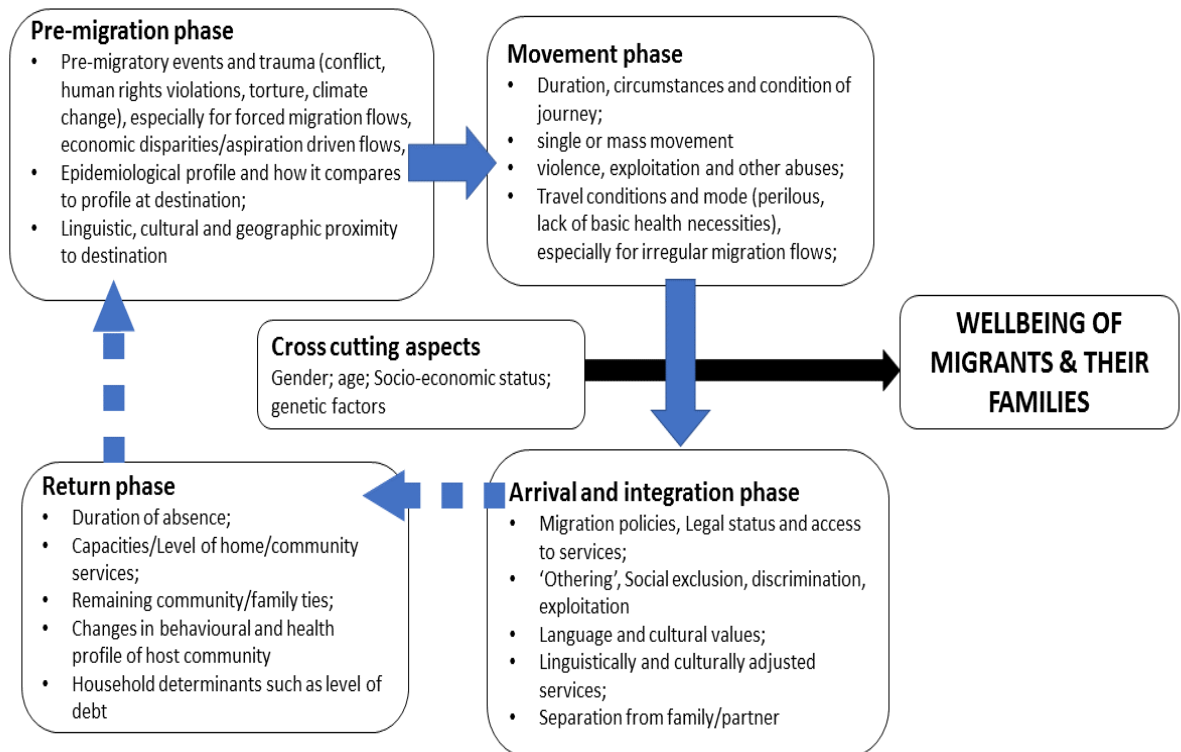 Pre-migration phase
• Pre-migratory events and trauma (conflict,
human rights violations, torture, climate
change), especially for forced migration flows,
economic disparities/aspiration driven flows,
• Epidemiological profile and how it compares
to profile at destination;
• Linguistic, cultural and geographic proximity
to destination
Movement phase
• Duration, circumstances and condition of
journey;
• single or mass movement
• violence, exploitation and other abuses;
• Travel conditions and mode (perilous,
lack of basic health necessities),
especially for irregular migration flows;
Cross cutting aspects
Gender; age; Socio-economic status;
genetic factors
WELLBEING OF
MIGRANTS & THEIR
FAMILIES
Return phase
• Duration of absence;
• Capacities/Level of home/community
services;
• Remaining community/family ties;
• Changes in behavioural and health
profile of host community
• Household determinants such as level of
debt
Arrival and integration phase
• Migration policies, Legal status and access
to services;
• ‘Othering’, Social exclusion, discrimination,
exploitation
• Language and cultural values;
• Linguistically and culturally adjusted
services;
• Separation from family/partner